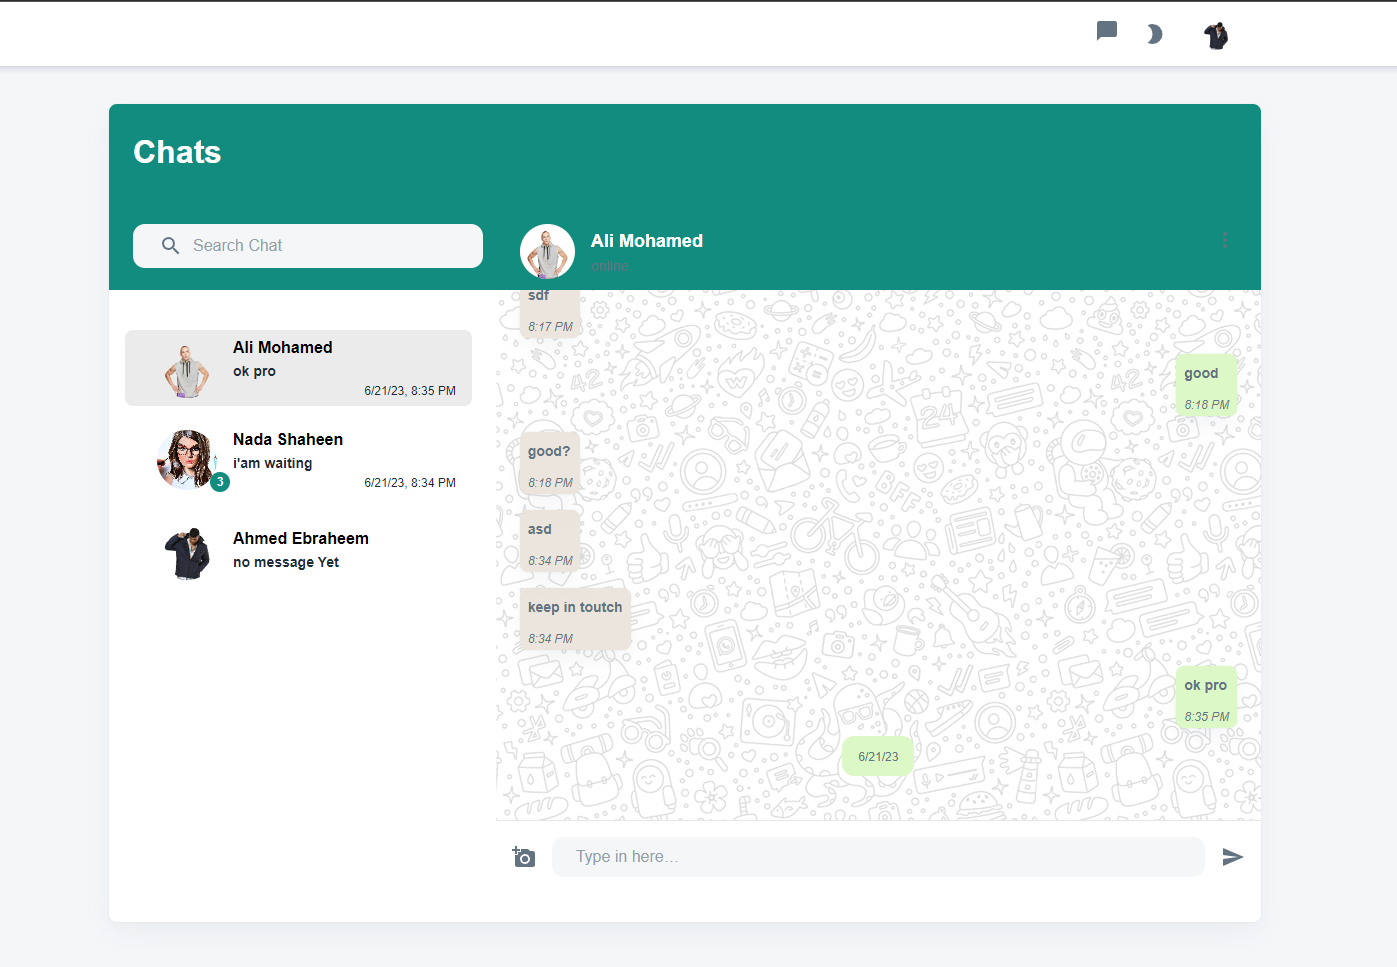 Chats
Search Chat
Ali Mohamed
online
Ali Mohamed
ok pro
6/21/23, 8:35 PM
Nada Shaheen
i'am waiting
3
6/21/23, 8:34 PM
Ahmed Ebraheem
no message Yet
sdf
8:17 PM
good
8:18 PM
good?
8:18 PM
asd
8:34 PM
keep in toutch
8:34 PM
ok pro
8:35 PM
6/21/23
Type in here...